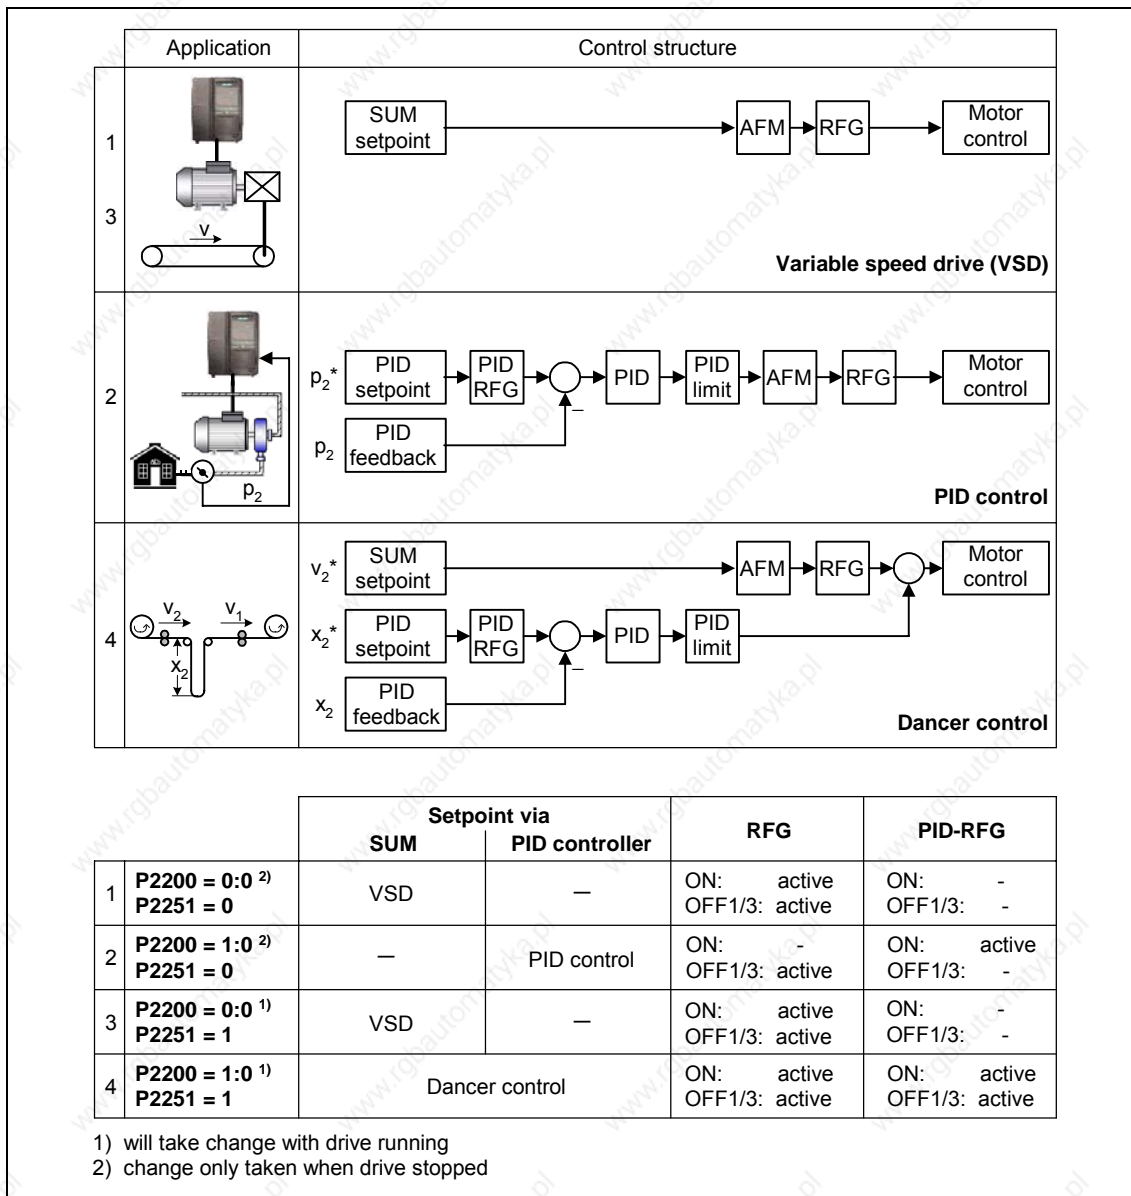 Application Control structure
1
SUM setpoint AFM RFG Motor control
3
v
Variable speed drive (VSD)
2
p2* PID setpoint PID RFG PID PID limit AFM RFG Motor control
–
p2 PID feedback
p2
PID control
4
v2* SUM setpoint AFM RFG Motor control
v2 v1
x2* PID setpoint PID RFG PID PID limit
–
x2
x2 PID feedback
Dancer control
Setpoint via RFG PID-RFG
SUM PID controller
1 P2200 = 0:0 2) VSD – ON: active ON: -
P2251 = 0 OFF1/3: active OFF1/3: -
2 P2200 = 1:0 2) – PID control ON: - ON: active
P2251 = 0 OFF1/3: active OFF1/3: -
3 P2200 = 0:0 1) VSD – ON: active ON: -
P2251 = 1 OFF1/3: active OFF1/3: -
4 P2200 = 1:0 1) Dancer control ON: active ON: active
P2251 = 1 OFF1/3: active OFF1/3: active
1) will take change with drive running
2) change only taken when drive stopped
www.rgbautomatyka.pl